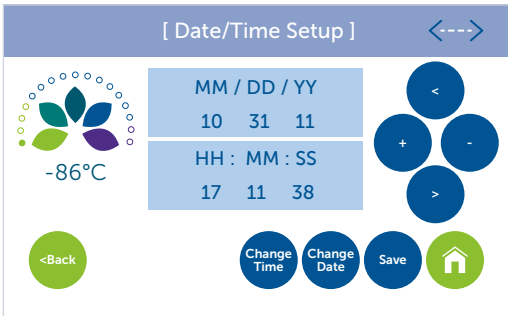 [ Date/Time Setup ]
<---->
MM / DD / YY
10 31 11
HH : MM : SS
17 11 38
-86°C
<
+ -
>
<Back
Change
Time
Change
Date
Save